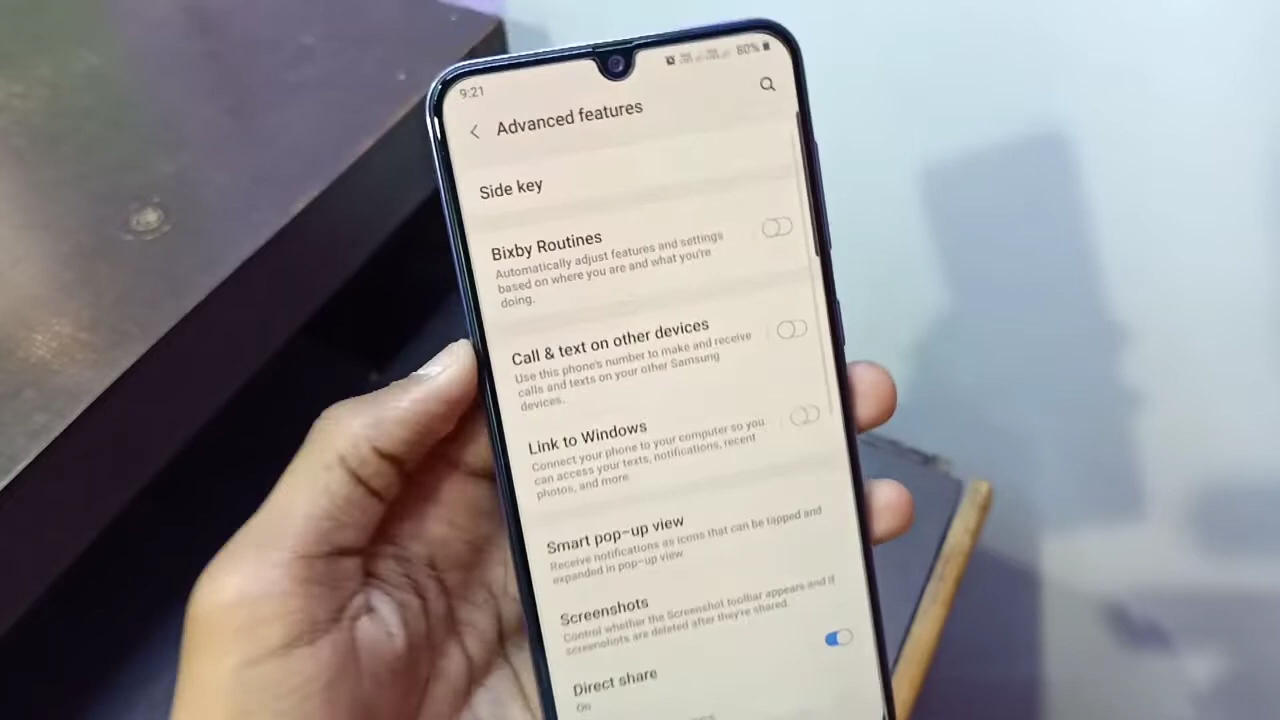 9:21
80%
Advanced features
Side key
Bixby Routines
Automatically adjust features and settings
based on where you are and what you're
doing.
Call & text on other devices
Use this phone's number to make and receive
calls and texts on your other Samsung
devices.
Link to Windows
Connect your phone to your computer so you
can access your texts, notifications, recent
photos, and more
Smart pop-up view
Receive notifications as icons that can be tapped and
expanded in pop-up view
Screenshots
Control whether the Screenshot toolbar appears and if
screenshots are deleted after they're shared.
Direct share
On